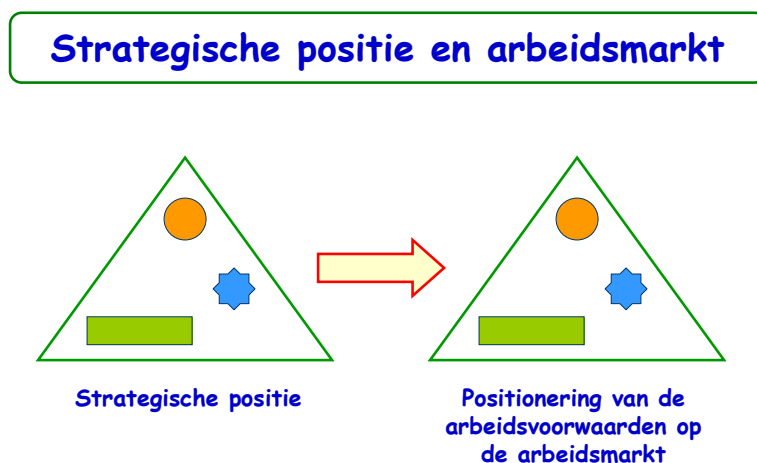 Strategische positie en arbeidsmarkt
Strategische positie
Positionering van de
arbeidsvoorwaarden op
de arbeidsmarkt